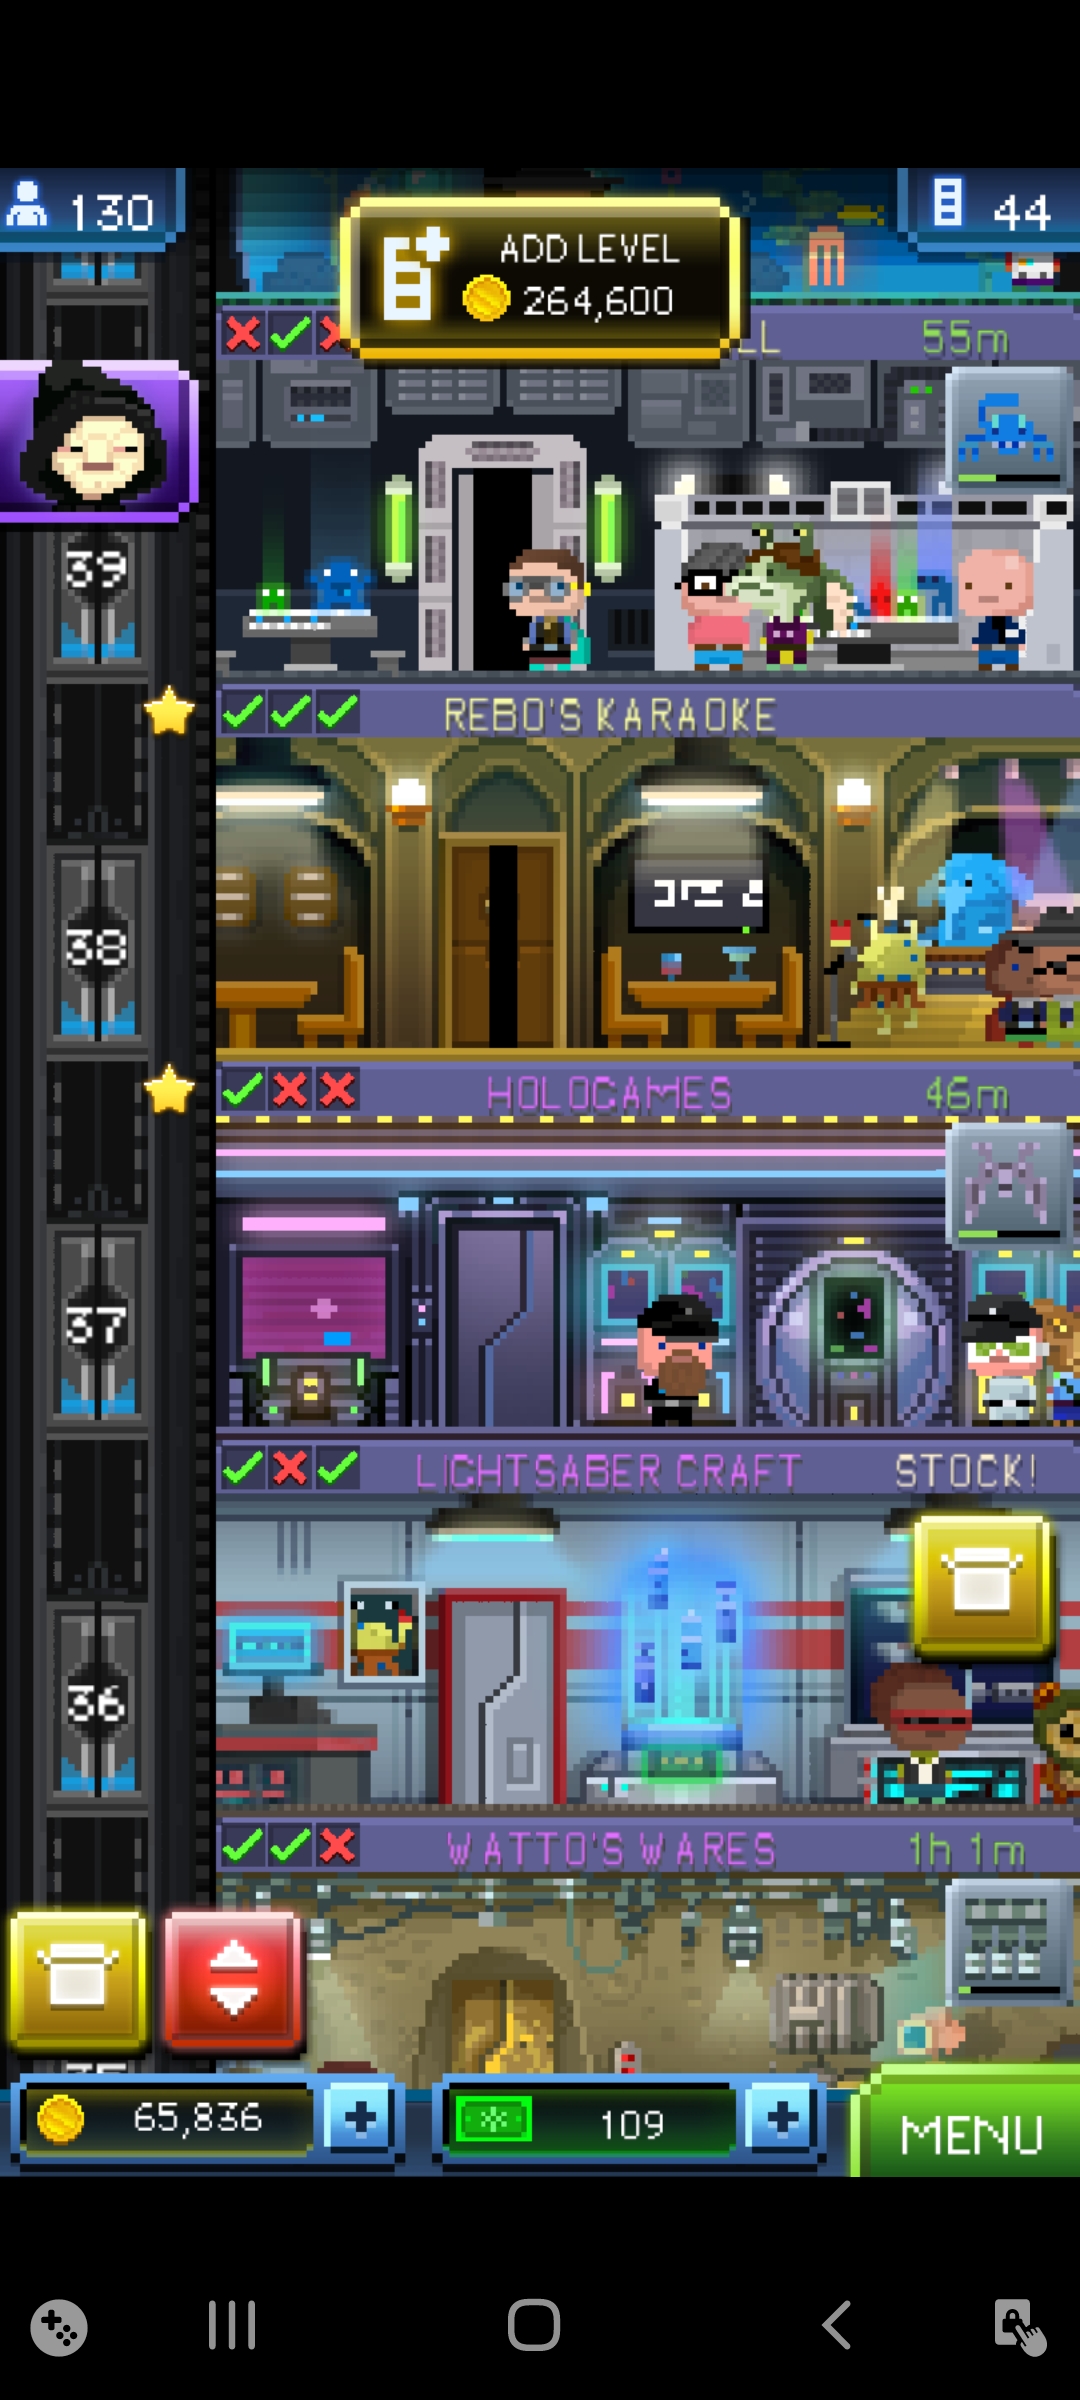 130
44
ADD LEVEL
264,600
LL
55m
39
REBO'S KARAOKE
38
HOLOGAMES
46m
37
LIGHTSABER CRAFT
STOCK!
36
WATTO'S WARES
1h 1m
65,836
109
MENU